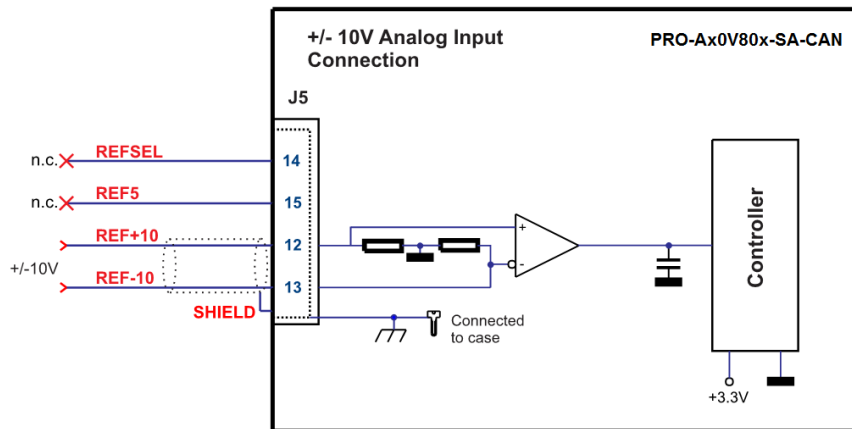 +/- 10V Analog Input
Connection
PRO-Ax0V80x-SA-CAN
J5
n.c.
REFSEL
14
n.c.
REF5
15
REF+10
12
+/-10V
REF-10
13
SHIELD
+
-
Controller
Connected
to case
+3.3V